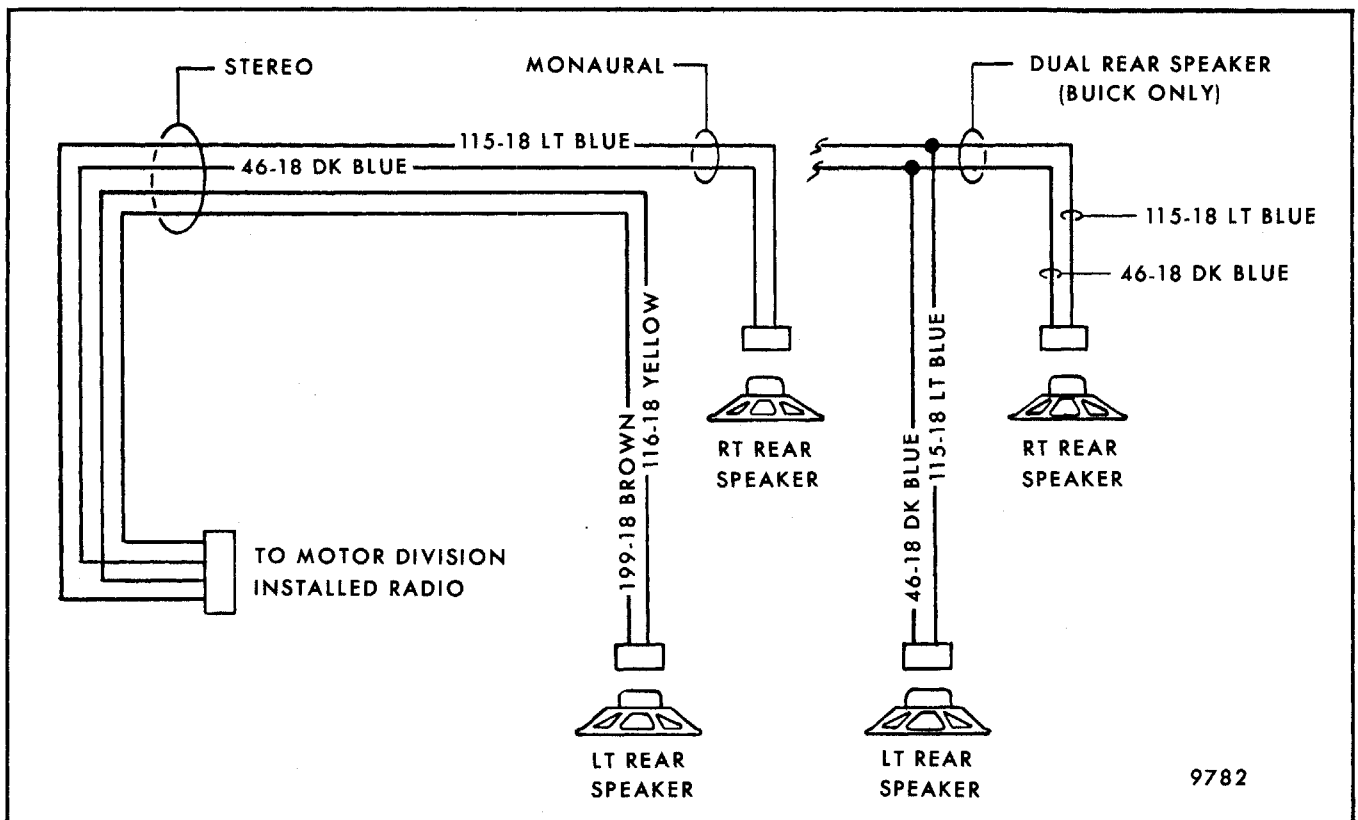 STEREO
MONAURAL
DUAL REAR SPEAKER
(BUICK ONLY)
115-18 LT BLUE
46-18 DK BLUE
115-18 LT BLUE
46-18 DK BLUE
199-18 BROWN
116-18 YELLOW
46-18 DK BLUE
115-18 LT BLUE
RT REAR
SPEAKER
RT REAR
SPEAKER
TO MOTOR DIVISION
INSTALLED RADIO
LT REAR
SPEAKER
LT REAR
SPEAKER
9782